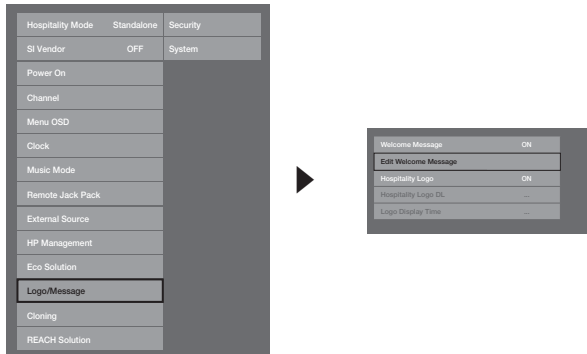 Hospitality Mode Standalone Security
SI Vendor OFF System
Power On
Channel
Menu OSD
Clock
Music Mode
Remote Jack Pack
External Source
HP Management
Eco Solution
Logo/Message
Cloning
REACH Solution
Welcome Message ON
Edit Welcome Message
Hospitality Logo ON
Hospitality Logo DL ...
Logo Display Time ...